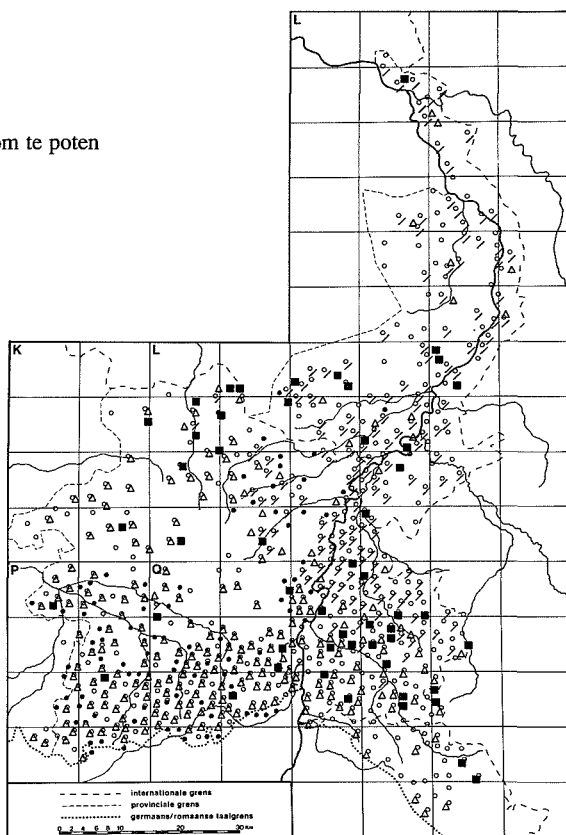 L
om te poten
K L
P Q
internationale grens
provinciale grens
germaans/romaanse taalgrens
0 2 4 6 8 10 20 30 Km